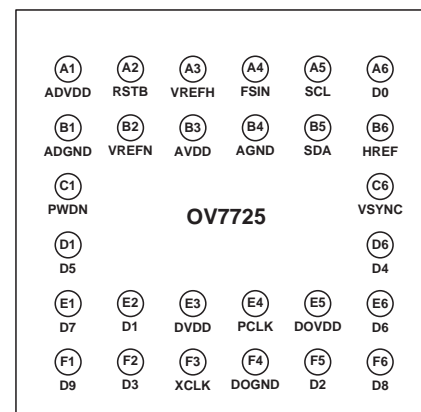 A1 A2 A3 A4 A5 A6
ADVDD RSTB VREFH FSIN SCL D0
B1 B2 B3 B4 B5 B6
ADGND VREFN AVDD AGND SDA HREF
C1 C6
PWDN VSYNC
OV7725
D1 D6
D5 D4
E1 E2 E3 E4 E5 E6
D7 D1 DVDD PCLK DOVDD D6
F1 F2 F3 F4 F5 F6
D9 D3 XCLK DOGND D2 D8